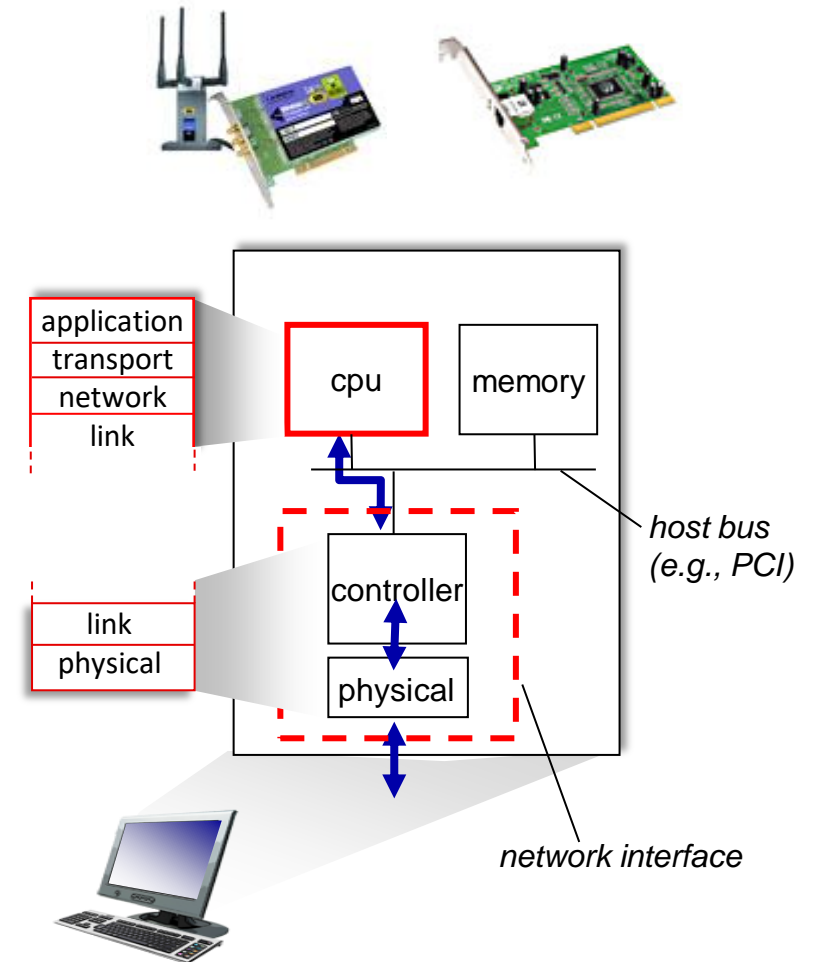 application
transport
network
link
cpu
memory
host bus
(e.g., PCI)
controller
link
physical
physical
network interface